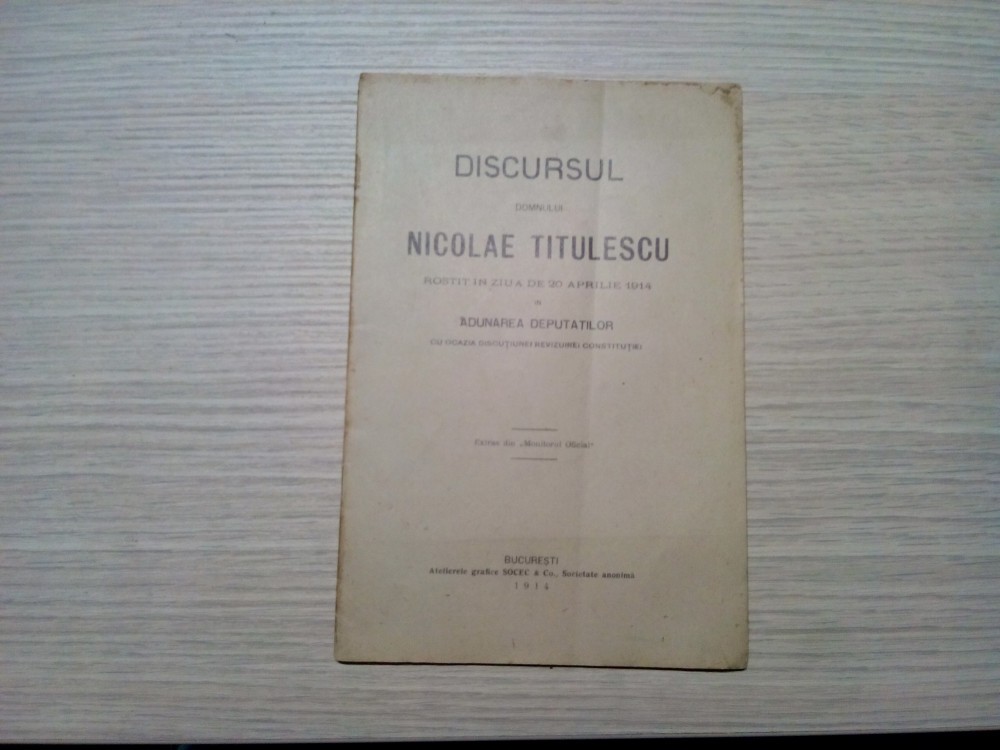 DISCURSUL
DOMNULUI
NICOLAE TITULESCU
ROSTIT IN ZIUA DE 20 APRILIE 1914
IN
ADUNAREA DEPUTAȚILOR
CU OCAZIA DISCUȚIUNEI REVIZUIREI CONSTITUȚIEI
Extras din „Monitorul Oficial“
BUCUREȘTI
Atelierele grafice SOCEC & Co., Societate anonimă
1914